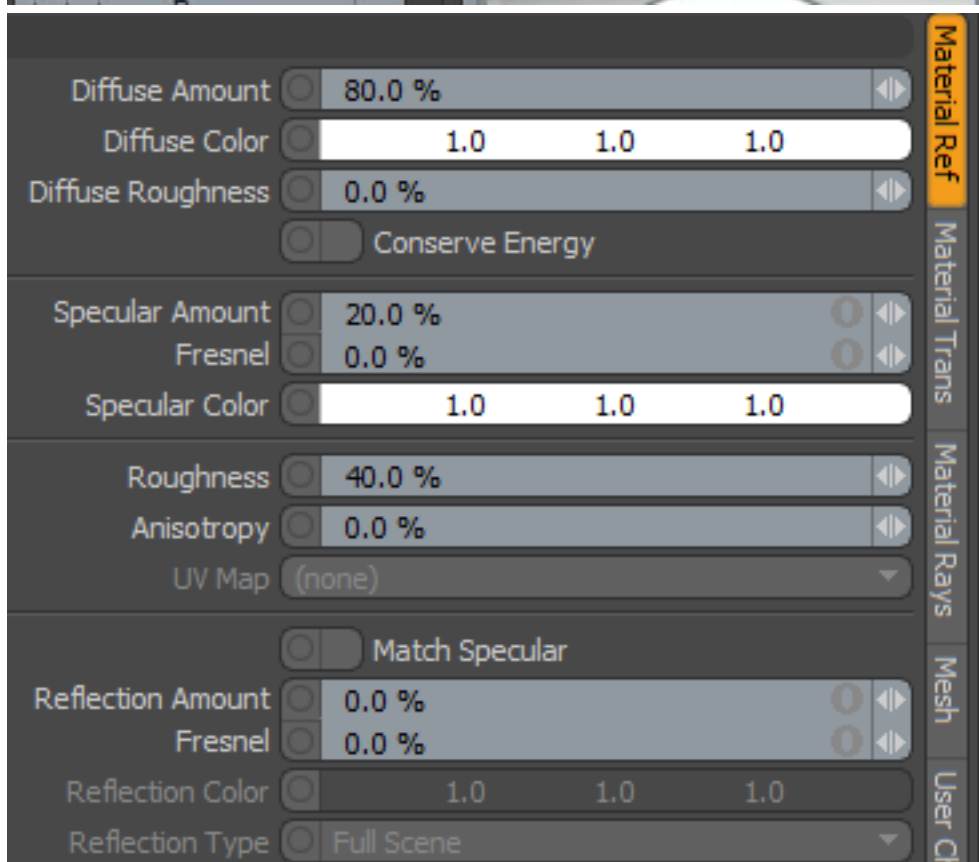 Diffuse Amount 80.0 %
Diffuse Color 1.0 1.0 1.0
Diffuse Roughness 0.0 %
Conserve Energy
Specular Amount 20.0 %
Fresnel 0.0 %
Specular Color 1.0 1.0 1.0
Roughness 40.0 %
Anisotropy 0.0 %
UV Map (none)
Match Specular
Reflection Amount 0.0 %
Fresnel 0.0 %
Reflection Color 1.0 1.0 1.0
Reflection Type Full Scene
Material Ref
Material Trans
Material Rays
Mesh
User Ch